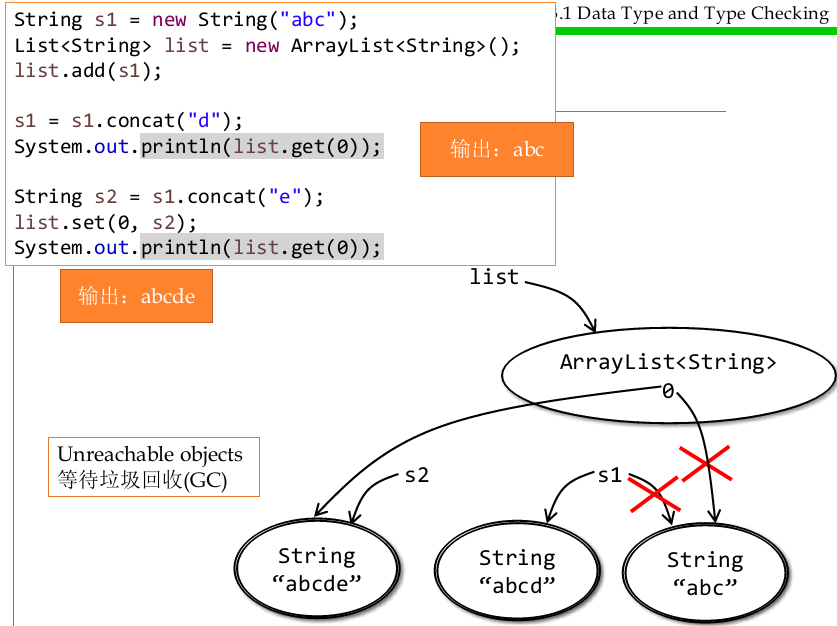 5.1 Data Type and Type Checking
String s1 = new String("abc");
List<String> list = new ArrayList<String>();
list.add(s1);
s1 = s1.concat("d");
System.out.println(list.get(0));
输出：abc
String s2 = s1.concat("e");
list.set(0, s2);
System.out.println(list.get(0));
输出：abcde
list
ArrayList<String>
0
Unreachable objects
等待垃圾回收(GC)
s2
s1
String
“abcde”
String
“abcd”
String
“abc”